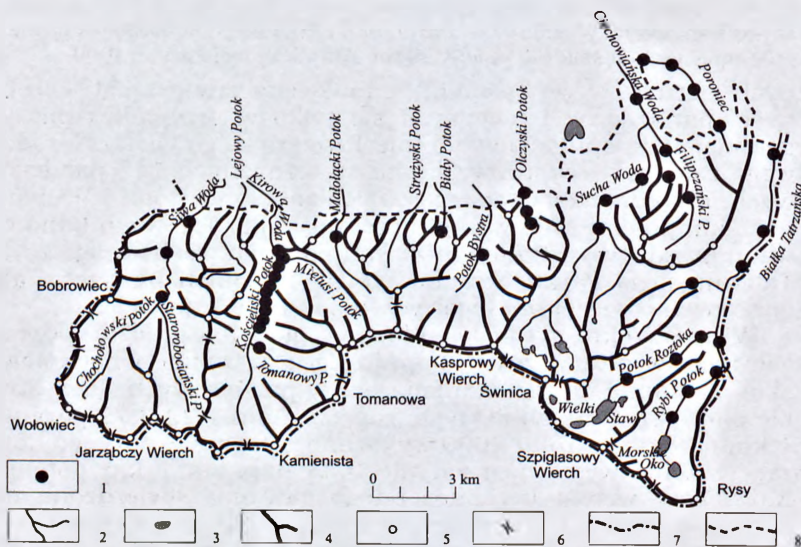 Cichowiańska Woda
Poroniec
Filipczański P.
Sucha Woda
Olczyski Potok
Potok Bystra
Biały Potok
Strążyski Potok
Małołącki Potok
Kirowa Woda
Lejowy Potok
Siwa Woda
Białka Tatrzańska
Bobrowiec
Chochołowski Potok
Starorobociański P.
Kościeliski Potok
Miętusi Potok
Tomanowy P.
Kasprowy
Wierch
Świnica
Potok Roztoka
Rybi Potok
Wielki
Staw
Morskie
Oko
Tomanowa
Wołowiec
Jarząbczy Wierch
Kamienista
Szpiglasowy
Wierch
Rysy
0 3 km
2 3 4 5 6 7 8